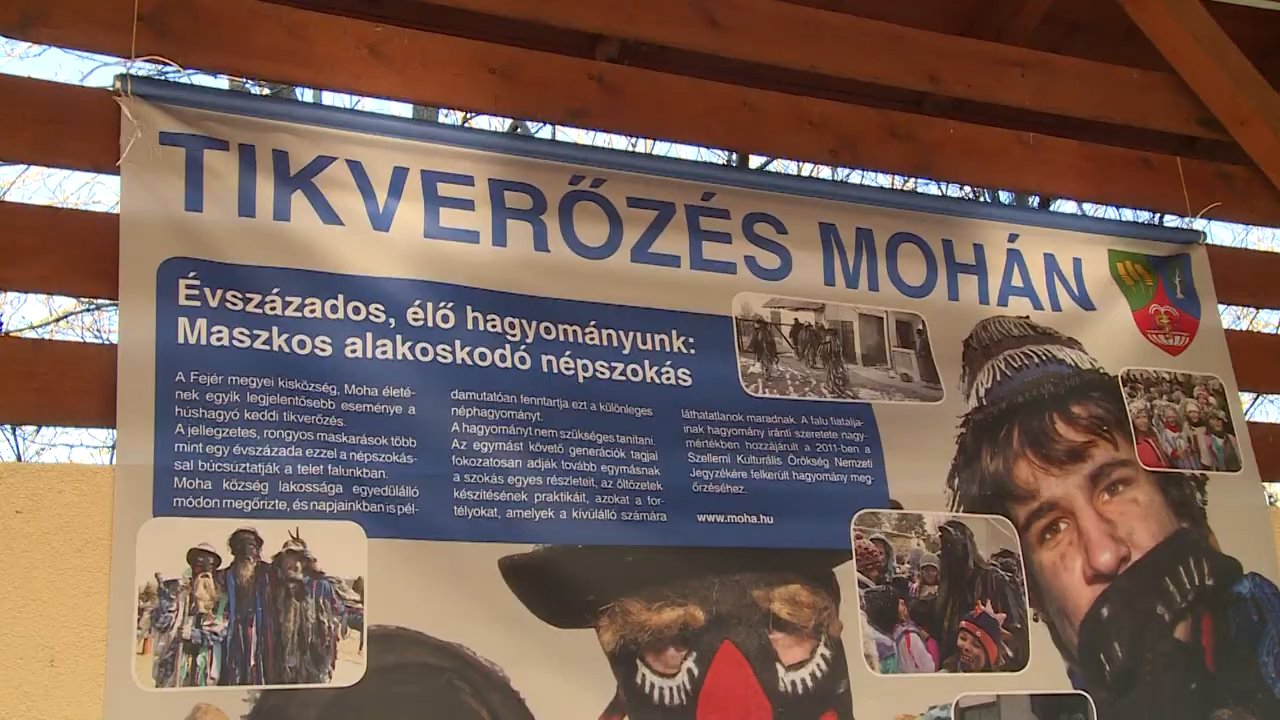 TIKVERŐZÉS MOHÁN
Évszázados, élő hagyományunk:
Maszkos alakoskodó népszokás
A Fejér megyei kisközség, Moha életé-
nek egyik legjelentősebb eseménye a
húshagyó keddi tikverőzés.
A jellegzetes, rongyos maskarások több
mint egy évszázada ezzel a népszokás-
sal búcsúztatják a telet falunkban.
Moha község lakossága egyedülálló
módon megőrizte, és napjainkban is pél-
damutatóan fenntartja ezt a különleges
néphagyományt.
A hagyományt nem szükséges tanítani.
Az egymást követő generációk tagjai
fokozatosan adják tovább egymásnak
a szokás egyes részleteit, az öltözetek
készítésének praktikáit, azokat a for-
télyokat, amelyek a kívülálló számára
láthatatlanok maradnak. A falu fiatalja-
inak hagyomány iránti szeretete nagy-
mértékben hozzájárult a 2011-ben a
Szellemi Kulturális Örökség Nemzeti
Jegyzékére felkerült hagyomány meg-
őrzéséhez.
www.moha.hu